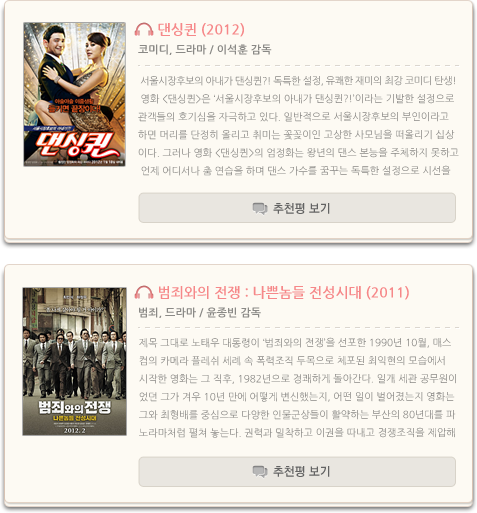 댄싱퀸 (2012)
코미디, 드라마 / 이석훈 감독
서울시장후보의 아내가 댄싱퀸?! 독특한 설정, 유쾌한 재미의 최강 코미디 탄생!
영화 <댄싱퀸>은 '서울시장후보의 아내가 댄싱퀸?!'이라는 기발한 설정으로
관객들의 호기심을 자극하고 있다. 일반적으로 서울시장후보의 부인이라고
하면 머리를 단정히 올리고 취미는 꽃꽂이인 고상한 사모님을 떠올리기 십상
이다. 그러나 영화 <댄싱퀸>의 엄정화는 왕년의 댄스 본능을 주체하지 못하고
언제 어디서나 춤 연습을 하며 댄스 가수를 꿈꾸는 독특한 설정으로 시선을
댄싱퀸
추천평 보기
범죄와의 전쟁 : 나쁜놈들 전성시대 (2011)
범죄, 드라마 / 윤종빈 감독
제목 그대로 노태우 대통령이 '범죄와의 전쟁'을 선포한 1990년 10월, 매스
컴의 카메라 플래쉬 세례 속 폭력조직 두목으로 체포된 최익현의 모습에서
시작한 영화는 그 직후, 1982년으로 경쾌하게 돌아간다. 일개 세관 공무원이
었던 그가 겨우 10년 만에 어떻게 변신했는지, 어떤 일이 벌어졌는지 영화는
그와 최형배를 중심으로 다양한 인물군상들이 활약하는 부산의 80년대를 파
노라마처럼 펼쳐 놓는다. 권력과 밀착하고 이권을 따내고 경쟁조직을 제압해
범죄와의전쟁
나쁜놈들 전성시대
2012. 2
추천평 보기